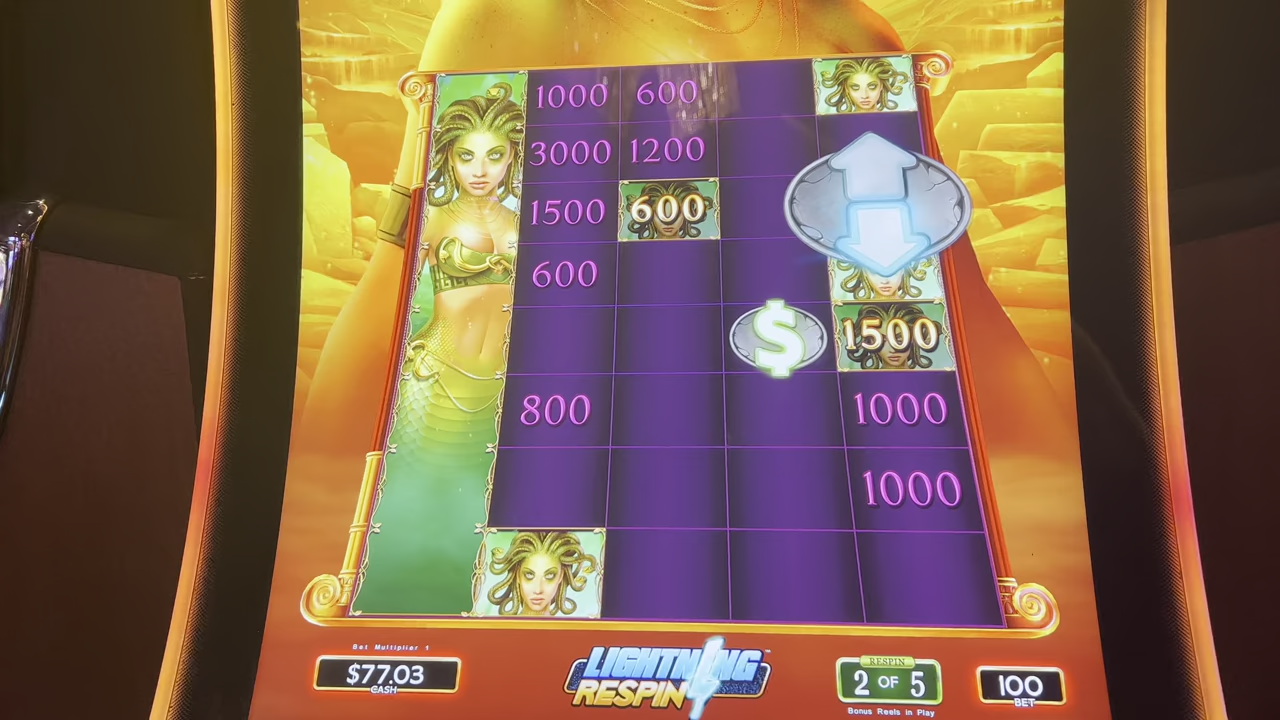 1000 600
3000 1200
1500 600
600
$ 1500
800 1000
1000
Bet Multiplier 1
$77.03
CASH
LIGHTNING
RESPIN
™
RESPIN
2 OF 5
Bonus Reels in Play
100
BET